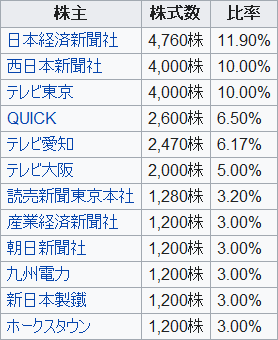 株主 株式数 比率
日本経済新聞社 4,760株 11.90%
西日本新聞社 4,000株 10.00%
テレビ東京 4,000株 10.00%
QUICK 2,600株 6.50%
テレビ愛知 2,470株 6.17%
テレビ大阪 2,000株 5.00%
読売新聞東京本社 1,280株 3.20%
産業経済新聞社 1,200株 3.00%
朝日新聞社 1,200株 3.00%
九州電力 1,200株 3.00%
新日本製鐵 1,200株 3.00%
ホークスタウン 1,200株 3.00%